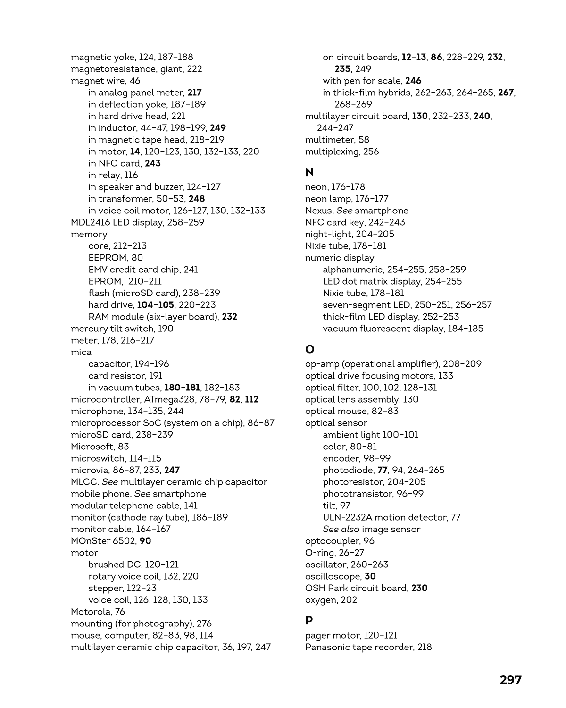 magnetic yoke, 124, 187–188
magnetoresistance, giant, 222
magnet wire, 46
in analog panel meter, 217
in deflection yoke, 187–189
in hard drive head, 221
in inductor, 44–47, 198–199, 249
in magnetic tape head, 218–219
in motor, 14, 120–123, 130, 132–133, 220
in NFC card, 243
in relay, 116
in speaker and buzzer, 124–127
in transformer, 50–53, 248
in voice coil motor, 126–127, 130, 132–133
MDL2416 LED display, 258–259
memory
core, 212–213
EEPROM, 80
EMV credit card chip, 241
EPROM, 210–211
flash (microSD card), 238–239
hard drive, 104–105, 220–223
RAM module (six-layer board), 232
mercury tilt switch, 190
meter, 178, 216–217
mica
capacitor, 194–196
card resistor, 191
in vacuum tubes, 180–181, 182–183
microcontroller, ATmega328, 78–79, 82, 112
microphone, 134–135, 244
microprocessor SoC (system on a chip), 86–87
microSD card, 238–239
Microsoft, 83
microswitch, 114–115
microvia, 86–87, 233, 247
MLCC. See multilayer ceramic chip capacitor
mobile phone. See smartphone
modular telephone cable, 141
monitor (cathode ray tube), 186–189
monitor cable, 164–167
MOnSter 6502, 90
motor
brushed DC, 120–121
rotary voice coil, 132, 220
stepper, 122–23
voice coil, 126, 128, 130, 133
Motorola, 76
mounting (for photography), 276
mouse, computer, 82–83, 98, 114
multilayer ceramic chip capacitor, 36, 197, 247
on circuit boards, 12–13, 86, 228–229, 232,
235, 249
with pen for scale, 246
in thick-film hybrids, 262–263, 264–265, 267,
268–269
multilayer circuit board, 130, 232–233, 240,
244–247
multimeter, 58
multiplexing, 256
N
neon, 176–178
neon lamp, 176–177
Nexus. See smartphone
NFC card key, 242–243
night-light, 204–205
Nixie tube, 178–181
numeric display
alphanumeric, 254–255, 258–259
LED dot matrix display, 254–255
Nixie tube, 178–181
seven-segment LED, 250–251, 256–257
thick-film LED display, 252–253
vacuum fluorescent display, 184–185
O
op-amp (operational amplifier), 208–209
optical drive focusing motors, 133
optical filter, 100, 102, 128–131
optical lens assembly, 130
optical mouse, 82–83
optical sensor
ambient light 100–101
color, 80–81
encoder, 98–99
photodiode, 77, 94, 264–265
photoresistor, 204–205
phototransistor, 96–99
tilt, 97
ULN-2232A motion detector, 77
See also image sensor
optocoupler, 96
O-ring, 26–27
oscillator, 260–263
oscilloscope, 30
OSH Park circuit board, 230
oxygen, 202
P
pager motor, 120–121
Panasonic tape recorder, 218
297